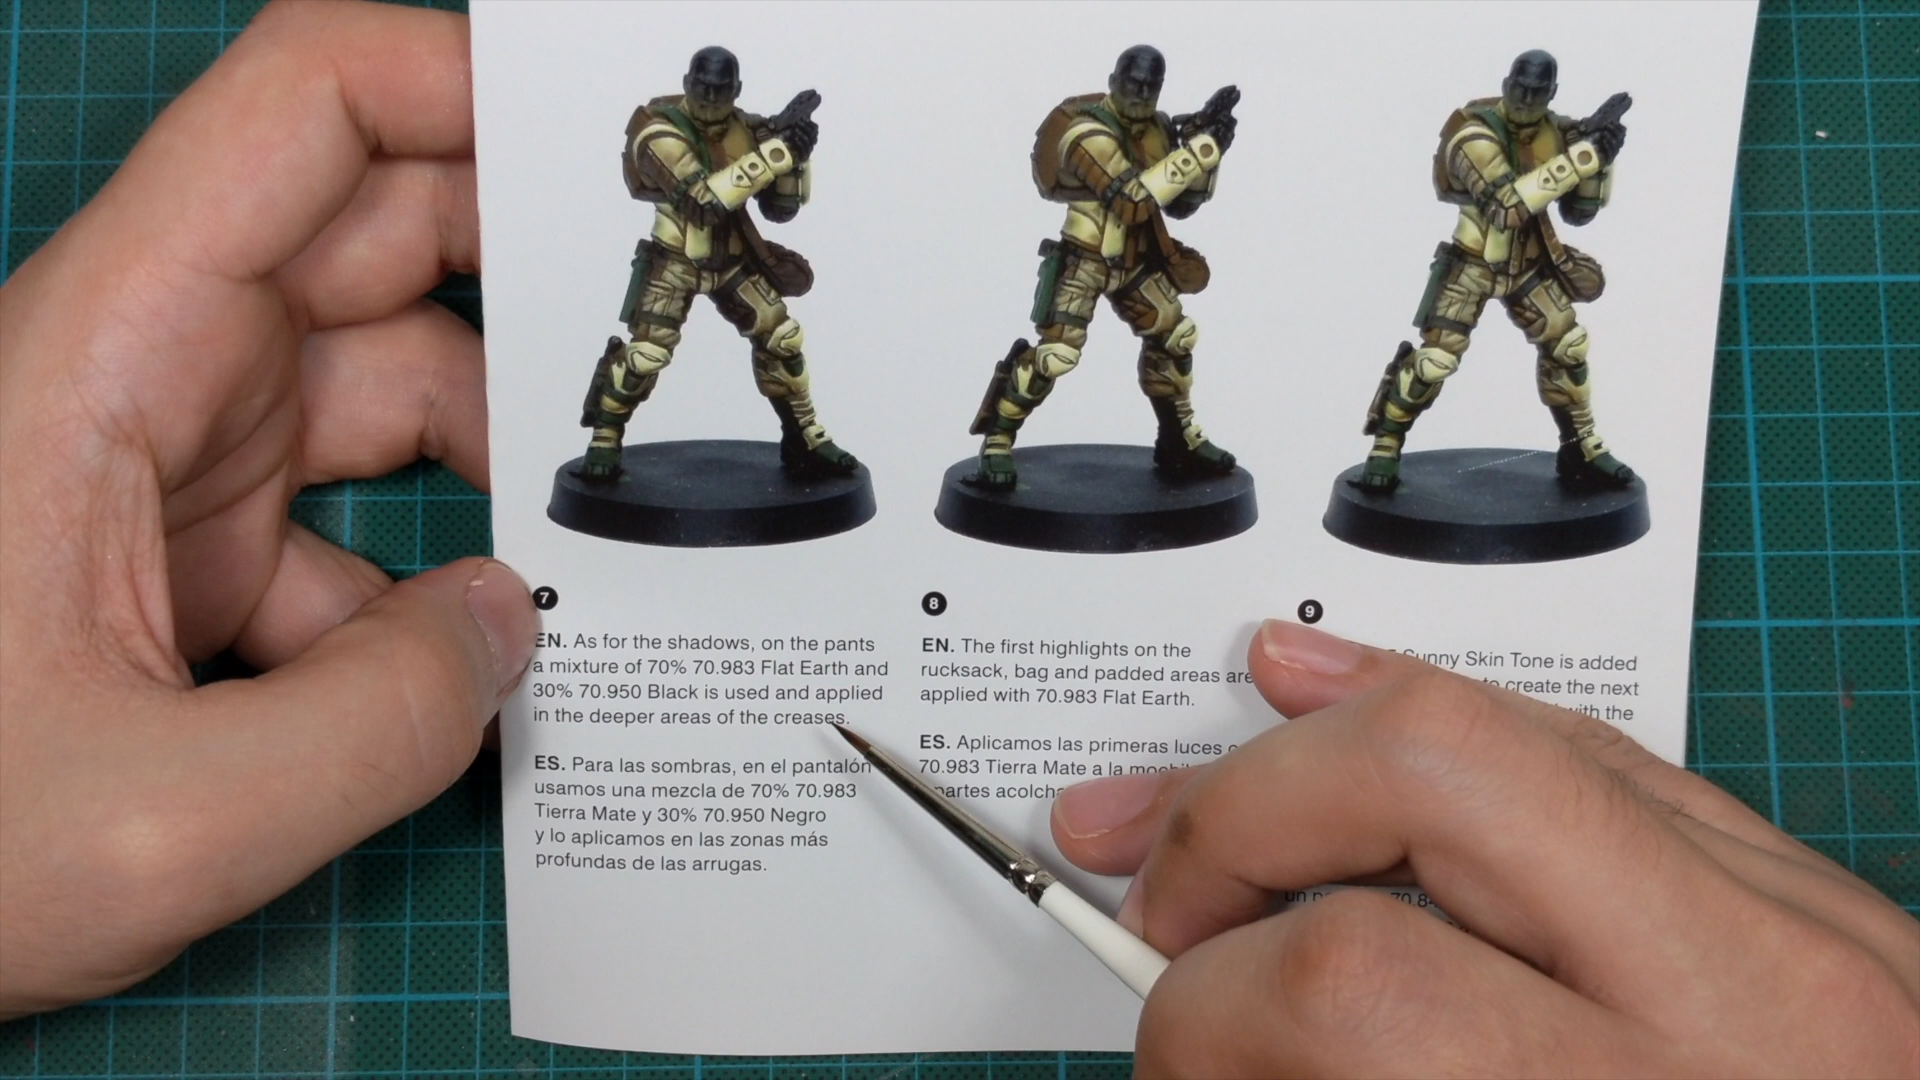 7
EN. As for the shadows, on the pants
a mixture of 70% 70.983 Flat Earth and
30% 70.950 Black is used and applied
in the deeper areas of the creases.
ES. Para las sombras, en el pantalón
usamos una mezcla de 70% 70.983
Tierra Mate y 30% 70.950 Negro
y lo aplicamos en las zonas más
profundas de las arrugas.
8
EN. The first highlights on the
rucksack, bag and padded areas are
applied with 70.983 Flat Earth.
ES. Aplicamos las primeras luces
70.983 Tierra Mate a la
partes
9
Sunny Skin Tone is added
to create the next
with the
un